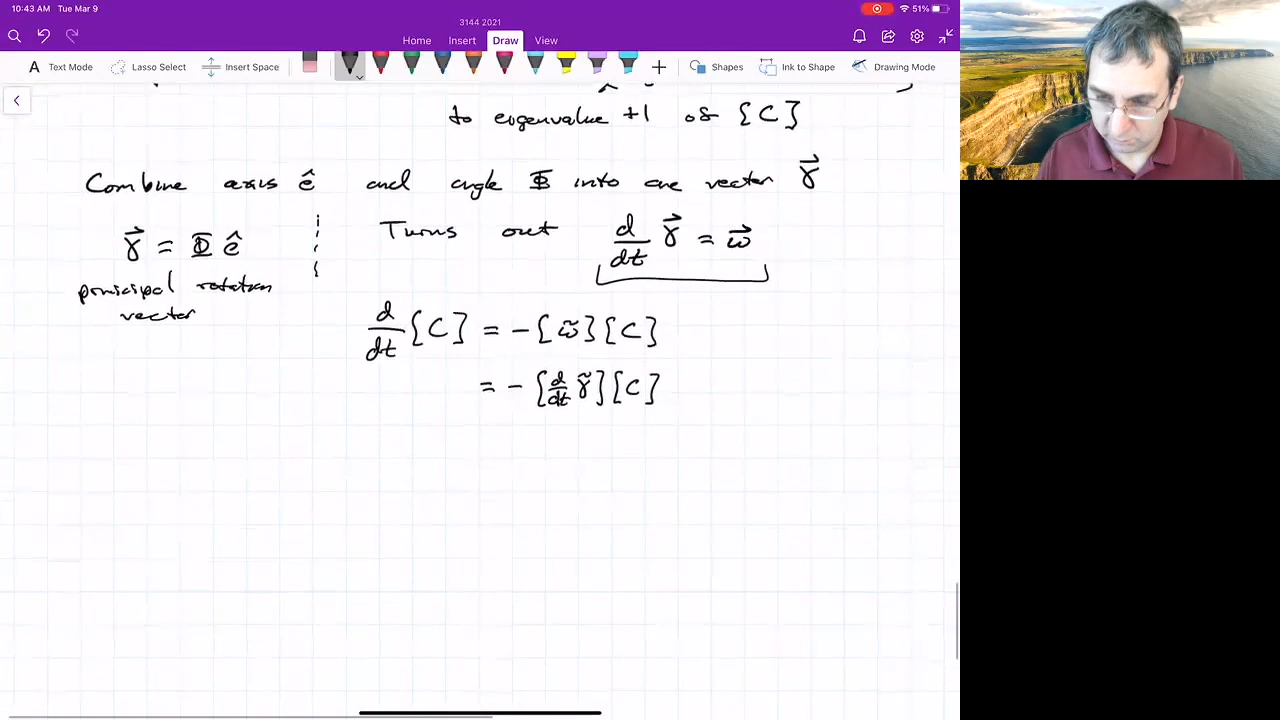 10:43 AM Tue Mar 9
51%
3144 2021
Home Insert Draw View
Text Mode Lasso Select Insert Space Shapes Ink to Shape Drawing Mode
to eigenvalue +1 of [C]
Combine axis ê and angle Φ into one vector γ⃗
γ⃗ = Φ ê
principal rotation
vector
Turns out d/dt γ⃗ = ω⃗
d/dt [C] = -[ω̃][C]
= -[d/dt γ̃][C]